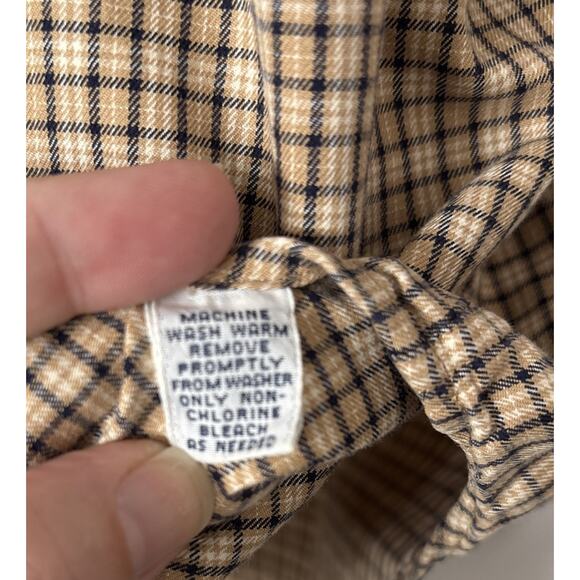 MACHINE
WASH WARM
REMOVE
PROMPTLY
FROM WASHER
ONLY NON-
CHLORINE
BLEACH
AS NEEDED